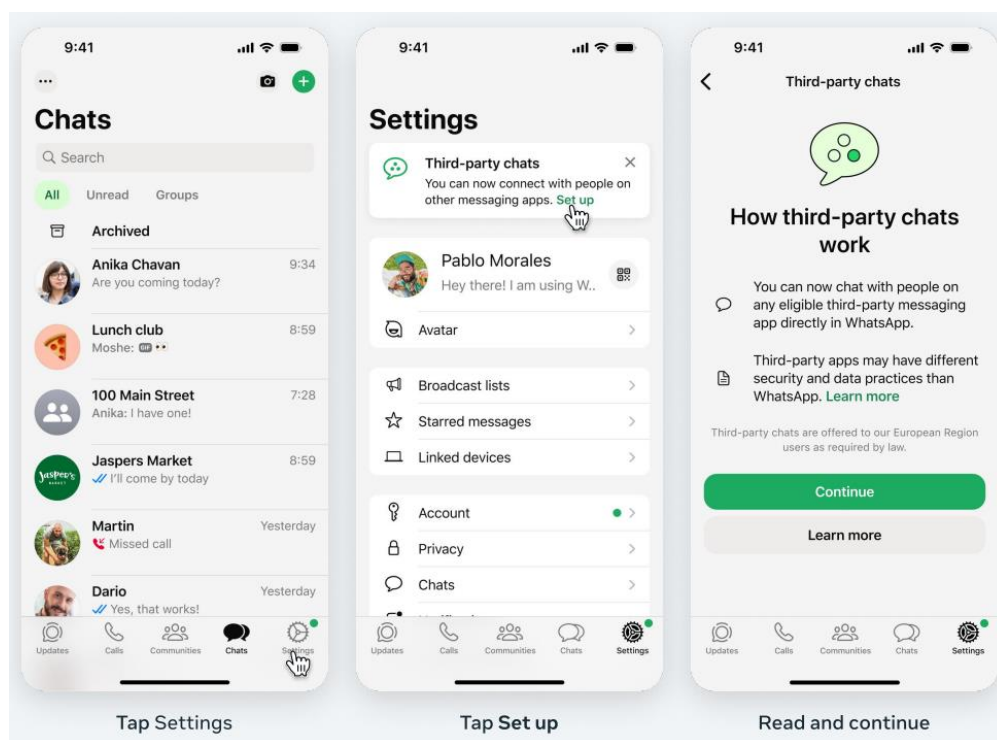 9:41
Chats
Search
All Unread Groups
Archived
Anika Chavan 9:34
Are you coming today?
Lunch club 8:59
Moshe: GIF 👀
100 Main Street 7:28
Anika: I have one!
Jasper's
MARKET
Jaspers Market 8:59
I'll come by today
Martin Yesterday
Missed call
Dario Yesterday
Yes, that works!
Updates Calls Communities Chats Settings
Tap Settings
9:41
Settings
Third-party chats
You can now connect with people on
other messaging apps. Set up
Pablo Morales
Hey there! I am using W..
Avatar
Broadcast lists
Starred messages
Linked devices
Account
Privacy
Chats
Updates Calls Communities Chats Settings
Tap Set up
9:41
Third-party chats
How third-party chats
work
You can now chat with people on
any eligible third-party messaging
app directly in WhatsApp.
Third-party apps may have different
security and data practices than
WhatsApp. Learn more
Third-party chats are offered to our European Region
users as required by law.
Continue
Learn more
Updates Calls Communities Chats Settings
Read and continue